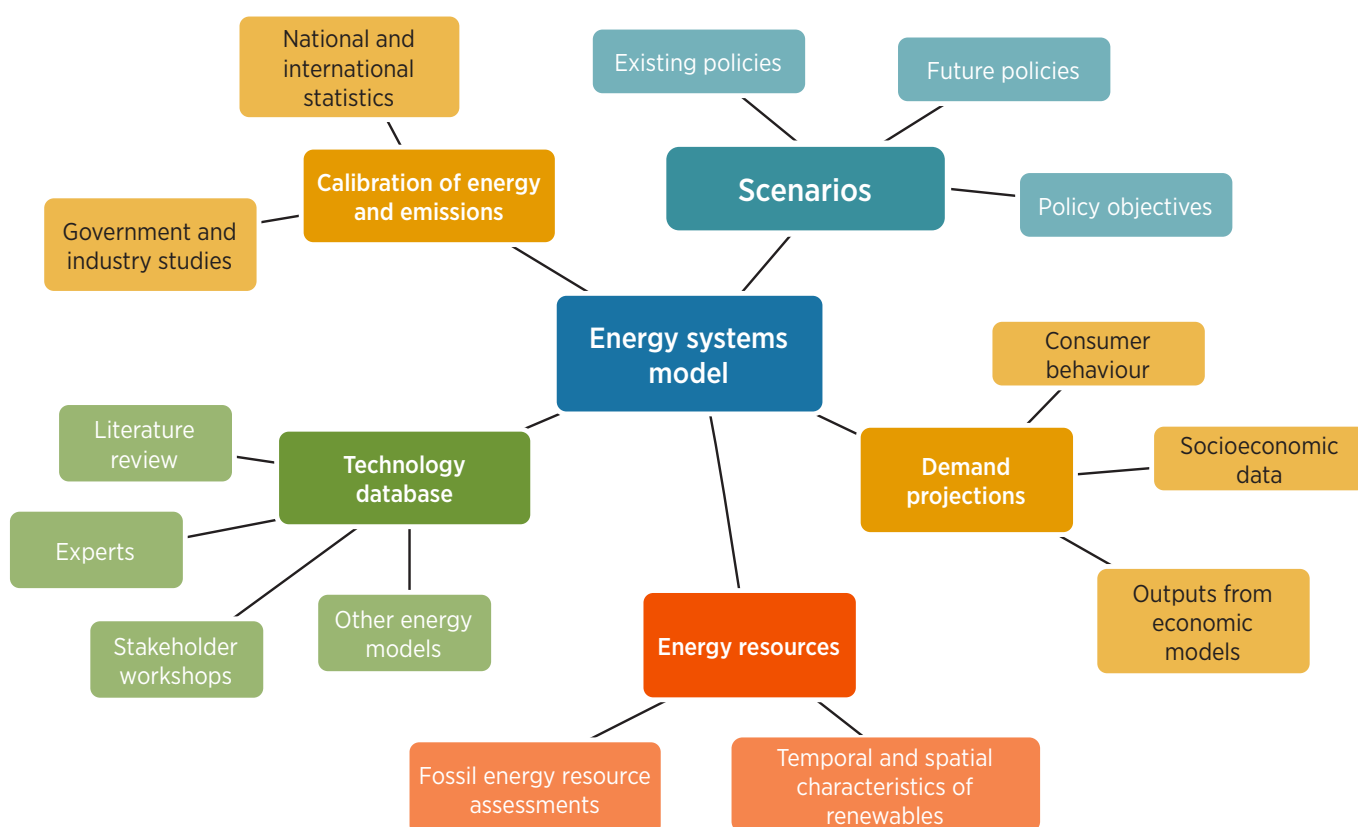 National and
international
statistics
Existing policies
Future policies
Calibration of energy
and emissions
Scenarios
Policy objectives
Government and
industry studies
Energy systems
model
Consumer
behaviour
Literature
review
Technology
database
Demand
projections
Socioeconomic
data
Experts
Other energy
models
Stakeholder
workshops
Energy resources
Outputs from
economic
models
Fossil energy resource
assessments
Temporal and spatial
characteristics of
renewables